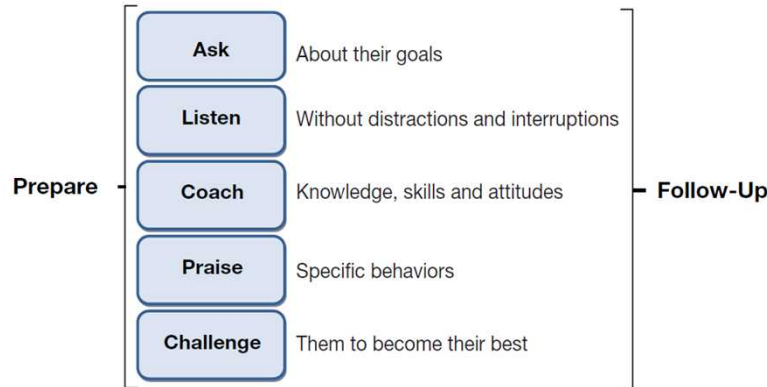 Ask About their goals
Listen Without distractions and interruptions
Prepare Coach Knowledge, skills and attitudes Follow-Up
Praise Specific behaviors
Challenge Them to become their best